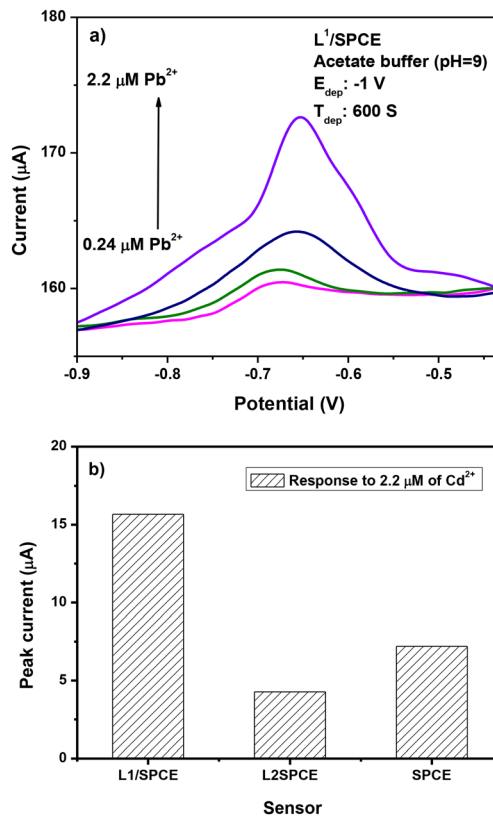 180
a)
L¹/SPCE
Acetate buffer (pH=9)
2.2 μM Pb²⁺
E_dep: -1 V
T_dep: 600 S
170
Current (μA)
0.24 μM Pb²⁺
160
-0.9 -0.8 -0.7 -0.6 -0.5
Potential (V)
20
b)
Response to 2.2 μM of Cd²⁺
15
Peak current (μA)
10
5
0
L1/SPCE L2SPCE SPCE
Sensor